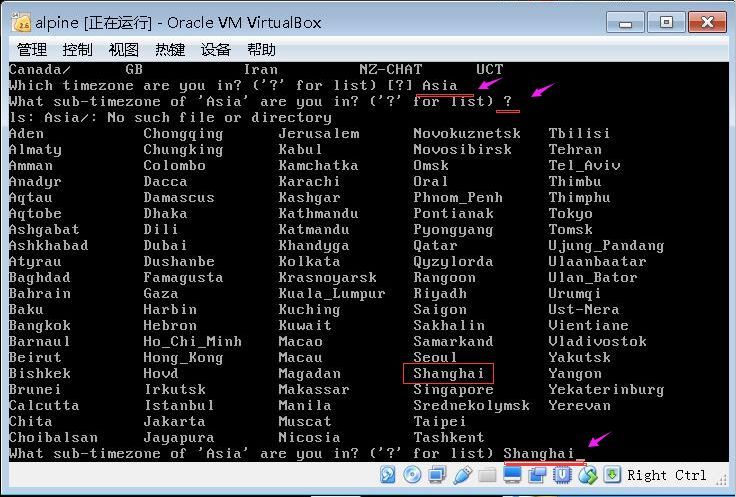 alpine [正在运行] - Oracle VM VirtualBox
管理 控制 视图 热键 设备 帮助
Canada/ GB Iran NZ-CHAT UCT
Which timezone are you in? ('?' for list) [?] Asia
What sub-timezone of 'Asia' are you in? ('?' for list) ?
ls: Asia/: No such file or directory
Aden Chongqing Jerusalem Novokuznetsk Tbilisi
Almaty Chungking Kabul Novosibirsk Tehran
Amman Colombo Kamchatka Omsk Tel_Aviv
Anadyr Dacca Karachi Oral Thimbu
Aqtau Damascus Kashgar Phnom_Penh Thimphu
Aqtobe Dhaka Kathmandu Pontianak Tokyo
Ashgabat Dili Katmandu Pyongyang Tomsk
Ashkhabad Dubai Khandyga Qatar Ujung_Pandang
Atyrau Dushanbe Kolkata Qyzylorda Ulaanbaatar
Baghdad Famagusta Krasnoyarsk Rangoon Ulan_Bator
Bahrain Gaza Kuala_Lumpur Riyadh Urumqi
Baku Harbin Kuching Saigon Ust-Nera
Bangkok Hebron Kuwait Sakhalin Vientiane
Barnaul Ho_Chi_Minh Macao Samarkand Vladivostok
Beirut Hong_Kong Macau Seoul Yakutsk
Bishkek Hovd Magadan Shanghai Yangon
Brunei Irkutsk Makassar Singapore Yekaterinburg
Calcutta Istanbul Manila Srednekolymsk Yerevan
Chita Jakarta Muscat Taipei
Choibalsan Jayapura Nicosia Tashkent
What sub-timezone of 'Asia' are you in? ('?' for list) Shanghai_
Right Ctrl